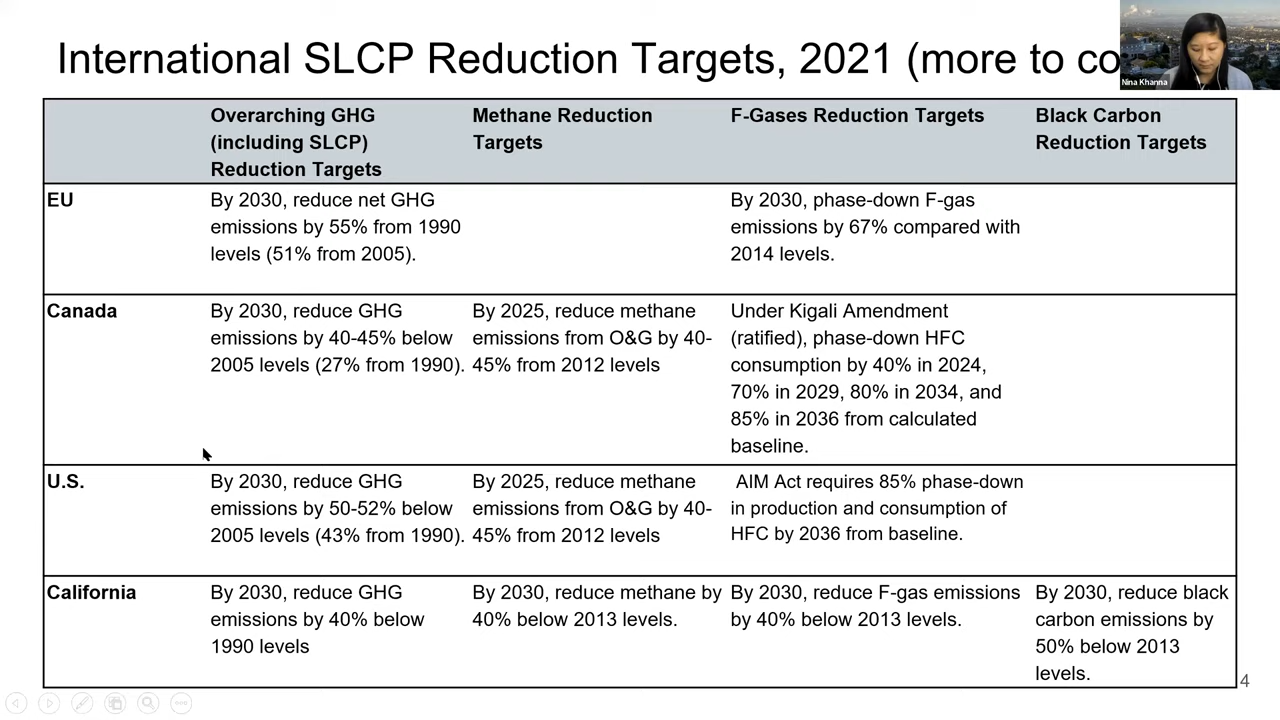 International SLCP Reduction Targets, 2021 (more to co
Nina Khanna
Overarching GHG
(including SLCP)
Reduction Targets
Methane Reduction
Targets
F-Gases Reduction Targets
Black Carbon
Reduction Targets
EU
By 2030, reduce net GHG
emissions by 55% from 1990
levels (51% from 2005).
By 2030, phase-down F-gas
emissions by 67% compared with
2014 levels.
Canada
By 2030, reduce GHG
emissions by 40-45% below
2005 levels (27% from 1990).
By 2025, reduce methane
emissions from O&G by 40-
45% from 2012 levels
Under Kigali Amendment
(ratified), phase-down HFC
consumption by 40% in 2024,
70% in 2029, 80% in 2034, and
85% in 2036 from calculated
baseline.
U.S.
By 2030, reduce GHG
emissions by 50-52% below
2005 levels (43% from 1990).
By 2025, reduce methane
emissions from O&G by 40-
45% from 2012 levels
AIM Act requires 85% phase-down
in production and consumption of
HFC by 2036 from baseline.
California
By 2030, reduce GHG
emissions by 40% below
1990 levels
By 2030, reduce methane by
40% below 2013 levels.
By 2030, reduce F-gas emissions
by 40% below 2013 levels.
By 2030, reduce black
carbon emissions by
50% below 2013
levels.
4